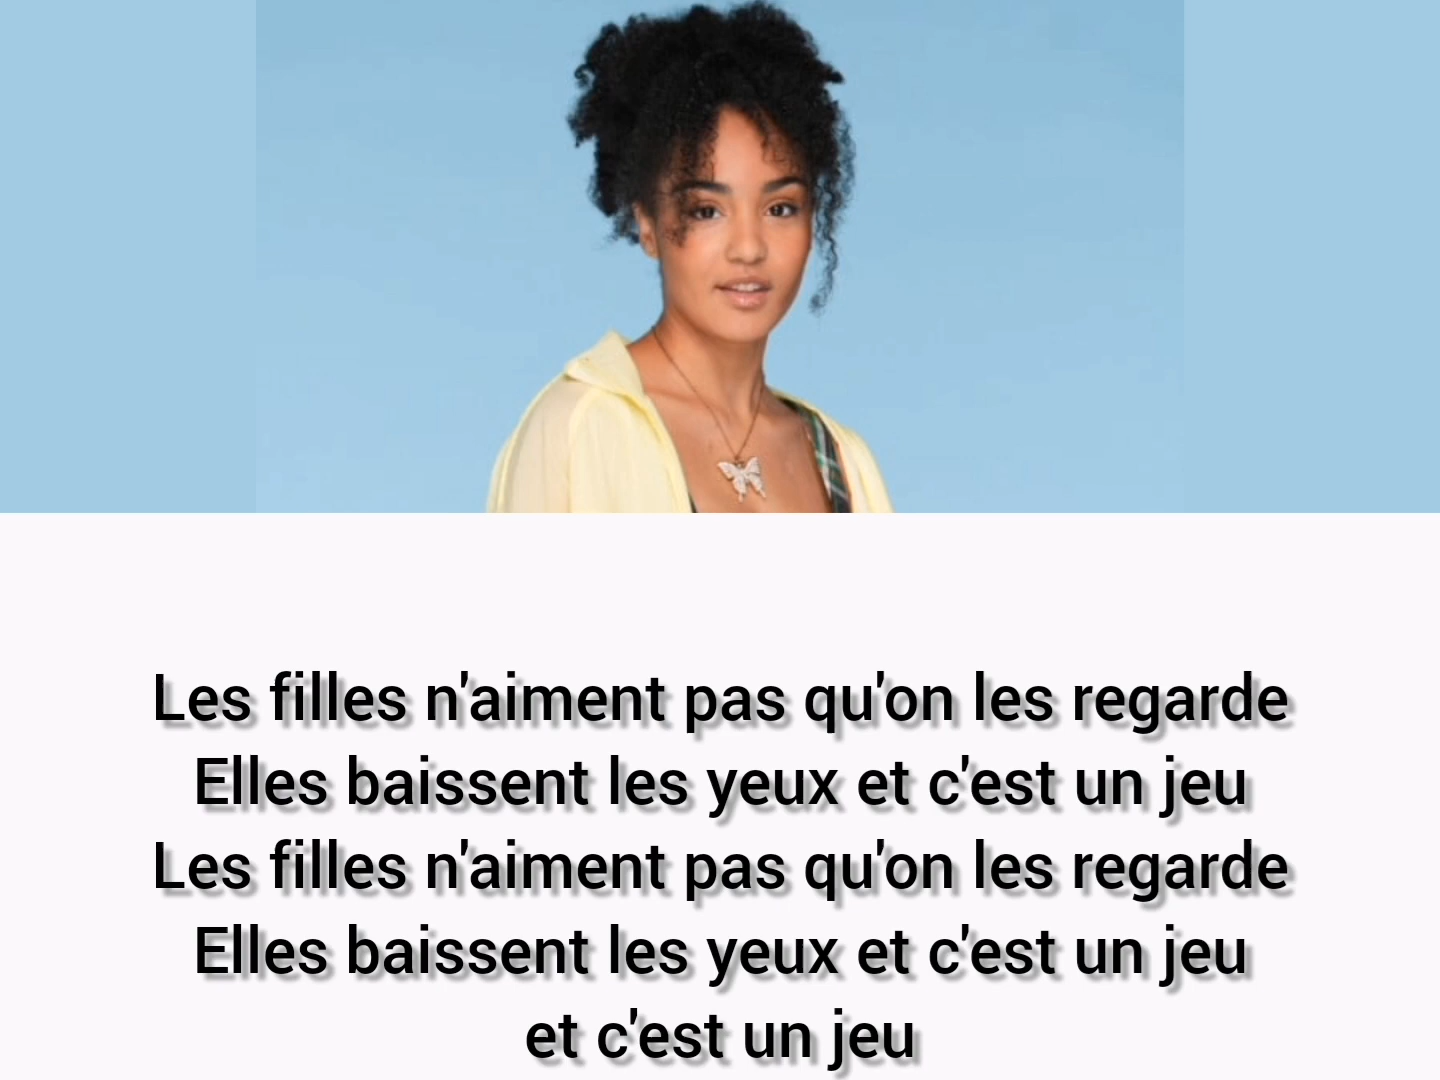 Les filles n'aiment pas qu'on les regarde
Elles baissent les yeux et c'est un jeu
Les filles n'aiment pas qu'on les regarde
Elles baissent les yeux et c'est un jeu
et c'est un jeu